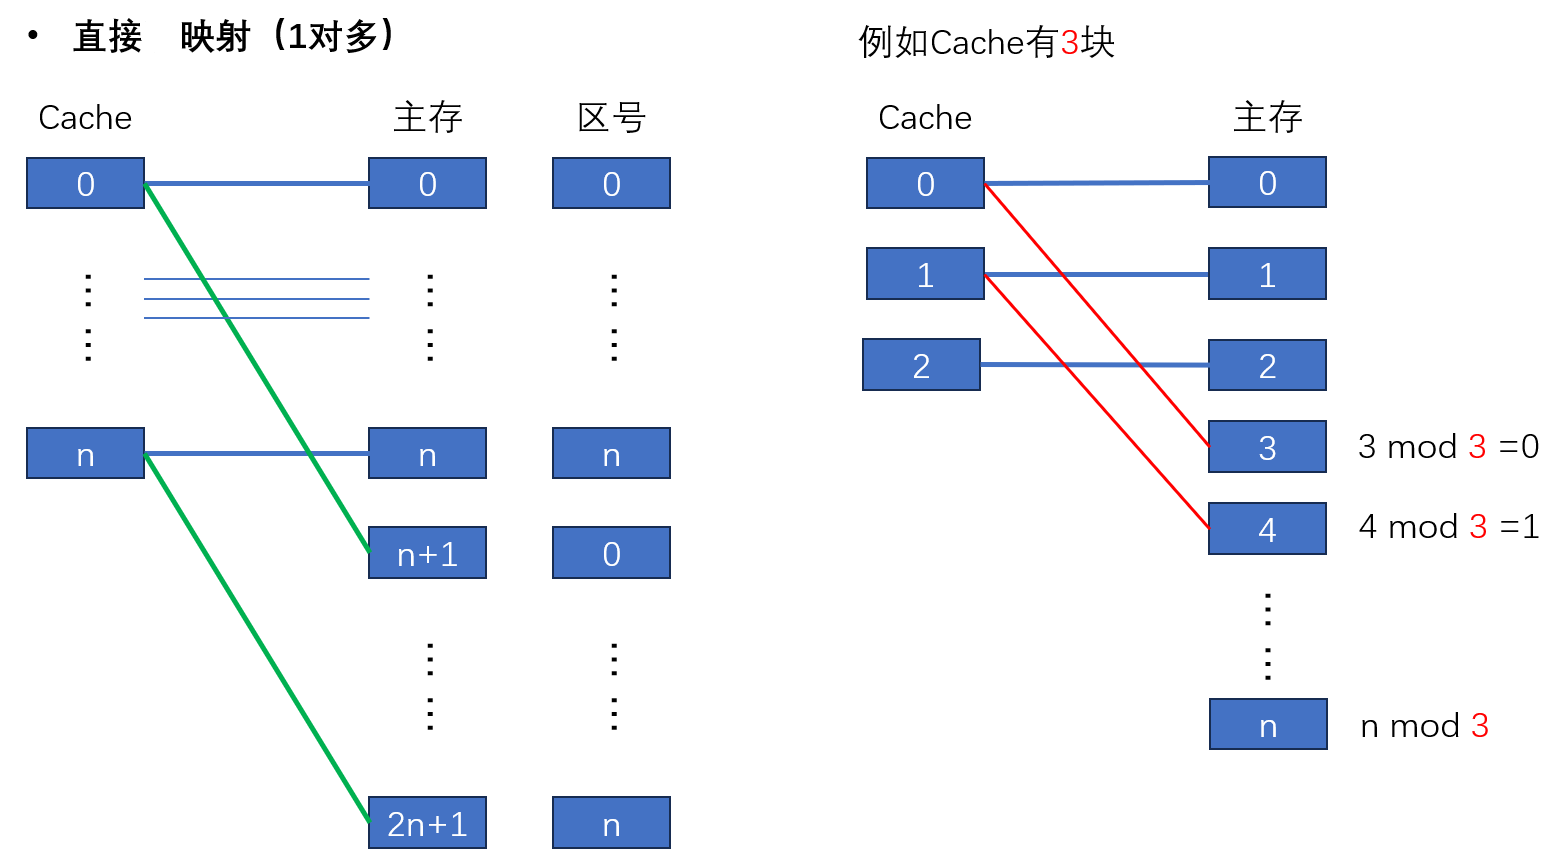 • 直接 映射（1对多）
Cache 主存 区号
0 0 0
n n n
n+1 0
2n+1 n
例如Cache有3块
Cache 主存
0 0
1 1
2 2
3 3 mod 3 =0
4 4 mod 3 =1
n n mod 3